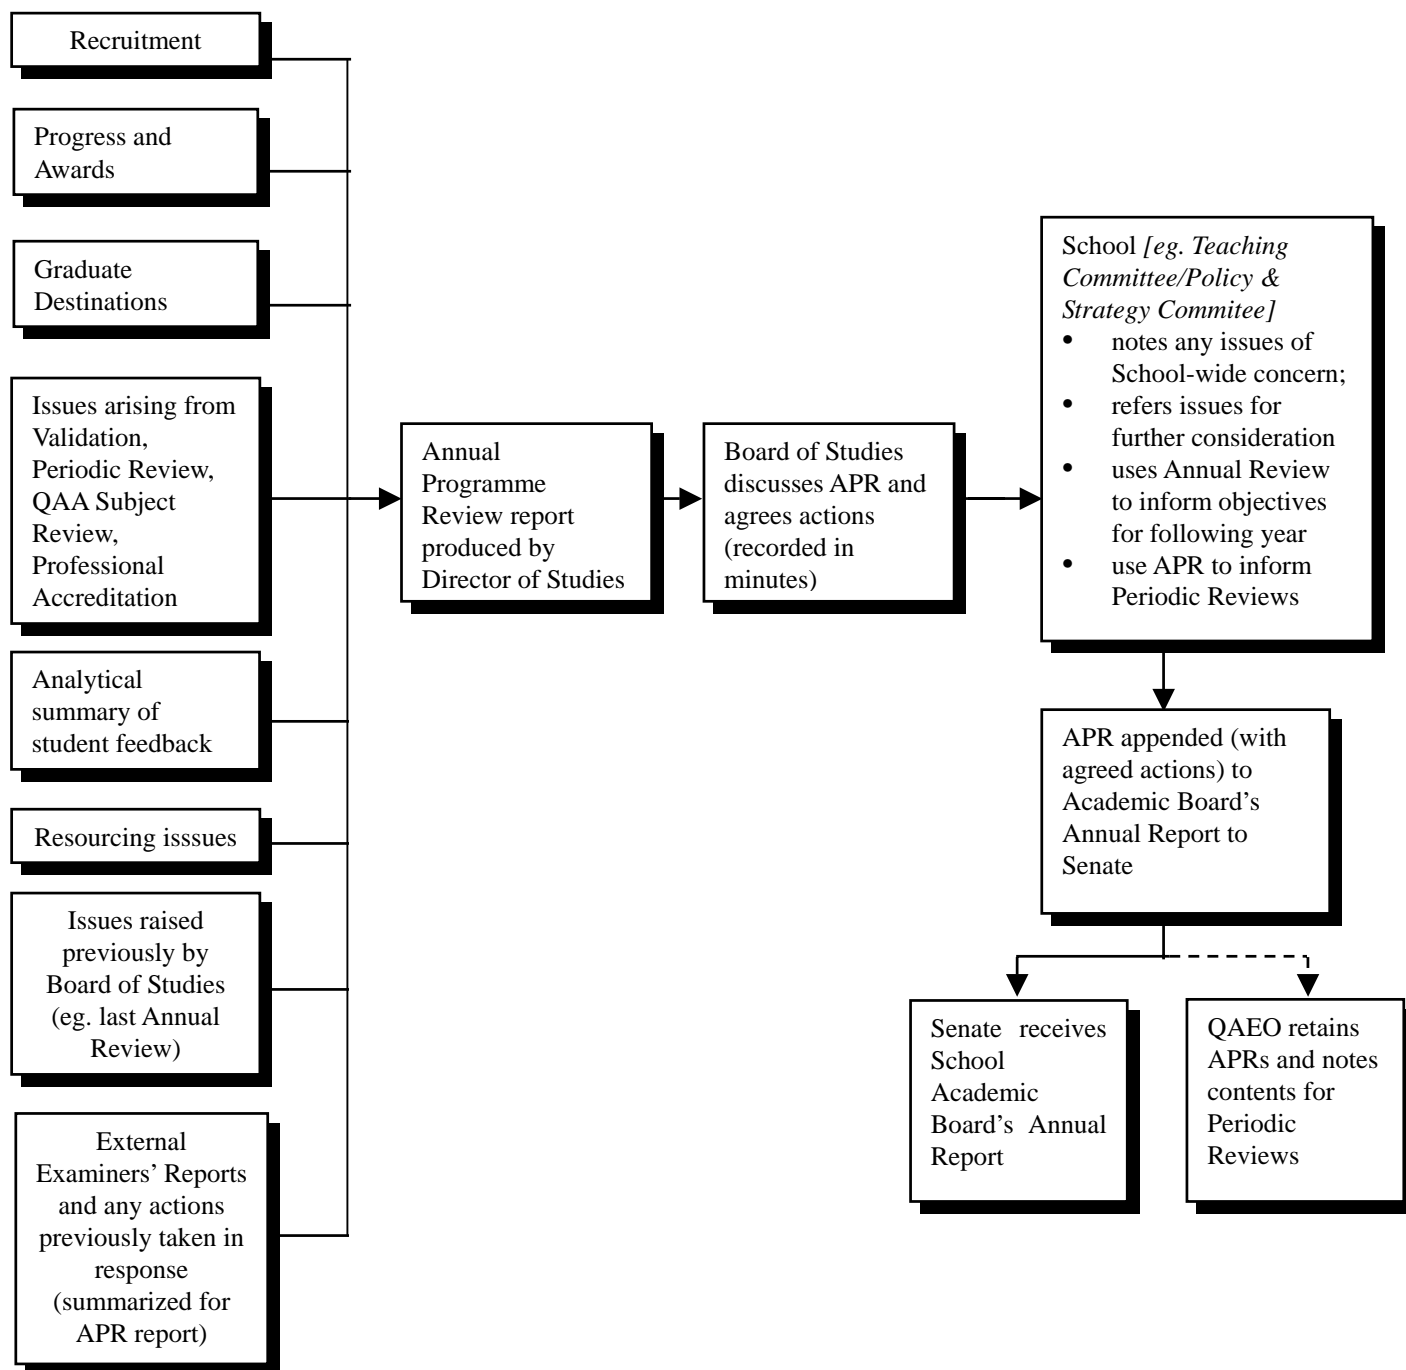 Recruitment
Progress and
Awards
Graduate
Destinations
Issues arising from
Validation,
Periodic Review,
QAA Subject
Review,
Professional
Accreditation
Analytical
summary of
student feedback
Resourcing isssues
Issues raised
previously by
Board of Studies
(eg. last Annual
Review)
External
Examiners’ Reports
and any actions
previously taken in
response
(summarized for
APR report)
Annual
Programme
Review report
produced by
Director of Studies
Board of Studies
discusses APR and
agrees actions
(recorded in
minutes)
School [eg. Teaching
Committee/Policy &
Strategy Commitee]
• notes any issues of
School-wide concern;
• refers issues for
further consideration
• uses Annual Review
to inform objectives
for following year
• use APR to inform
Periodic Reviews
APR appended (with
agreed actions) to
Academic Board’s
Annual Report to
Senate
Senate receives
School
Academic
Board’s Annual
Report
QAEO retains
APRs and notes
contents for
Periodic
Reviews